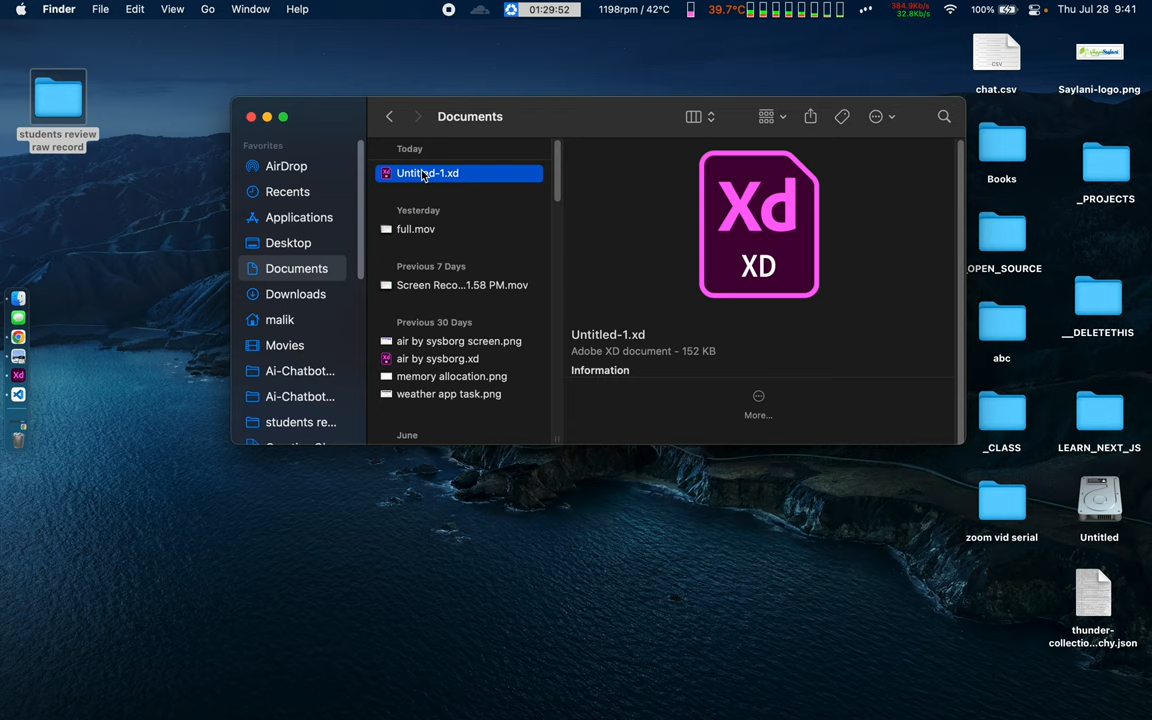 Finder File Edit View Go Window Help 01:29:52 1198rpm / 42°C 39.7°C 384.9Kb/s 32.8Kb/s 100% Thu Jul 28 9:41
students review
raw record
Favorites
AirDrop
Recents
Applications
Desktop
Documents
Downloads
malik
Movies
Ai-Chatbot...
Ai-Chatbot...
students re...
Documents
Today
Untitled-1.xd
Yesterday
full.mov
Previous 7 Days
Screen Reco...1.58 PM.mov
Previous 30 Days
air by sysborg screen.png
air by sysborg.xd
memory allocation.png
weather app task.png
June
Xd
XD
Untitled-1.xd
Adobe XD document - 152 KB
Information
More...
CSV
chat.csv
Saylani-logo.png
Books
_PROJECTS
OPEN_SOURCE
__DELETETHIS
abc
_CLASS
LEARN_NEXT_JS
zoom vid serial
Untitled
thunder-
collectio...chy.json